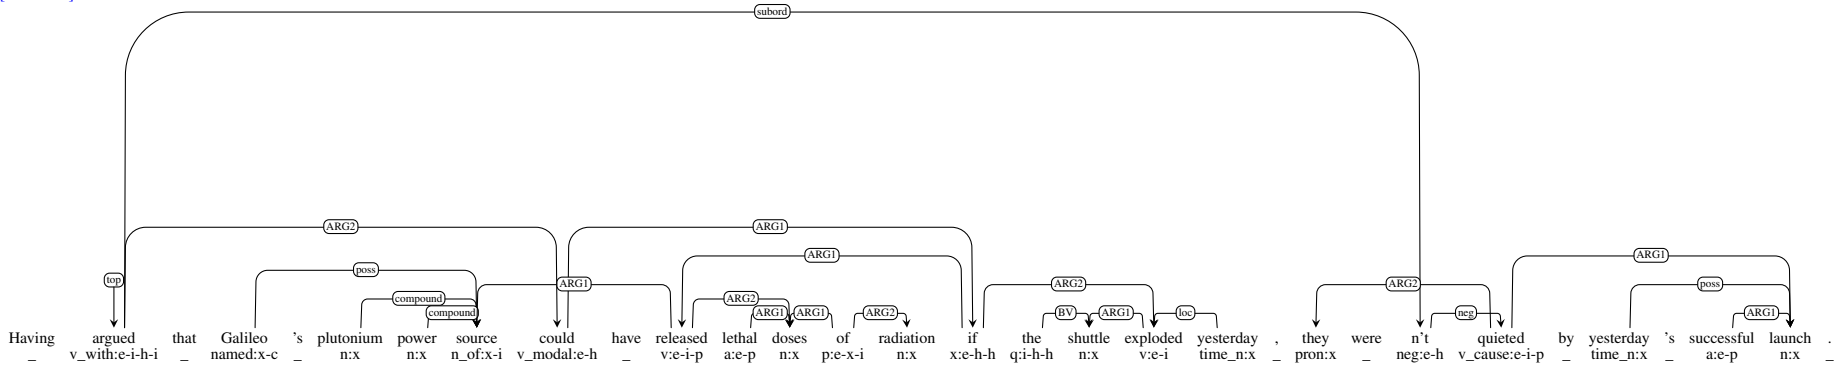 subord
ARG2 ARG1
ARG1 ARG1
top poss
ARG1 ARG2 ARG2 poss
compound ARG2
compound ARG1 ARG1 ARG2 BV ARG1 loc neg ARG1
Having argued that Galileo 's plutonium power source could have released lethal doses of radiation if the shuttle exploded yesterday , they were n't quieted by yesterday 's successful launch .
_ v_with:e-i-h-i _ named:x-c _ n:x n:x n_of:x-i v_modal:e-h _ v:e-i-p a:e-p n:x p:e-x-i n:x x:e-h-h q:i-h-h n:x v:e-i time_n:x _ pron:x _ neg:e-h v_cause:e-i-p _ time_n:x _ a:e-p n:x _